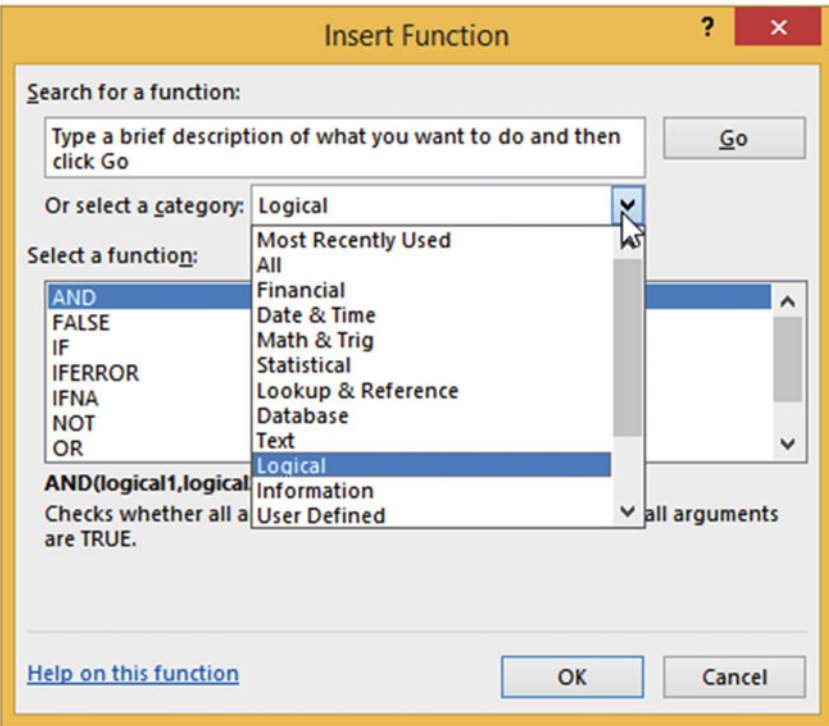 Insert Function
?
Search for a function:
Type a brief description of what you want to do and then
click Go
Go
Or select a category: Logical
Most Recently Used
All
Financial
Date & Time
Math & Trig
Statistical
Lookup & Reference
Database
Text
Logical
Information
User Defined
Select a function:
AND
FALSE
IF
IFERROR
IFNA
NOT
OR
AND(logical1,logical
Checks whether all a all arguments
are TRUE.
Help on this function
OK
Cancel